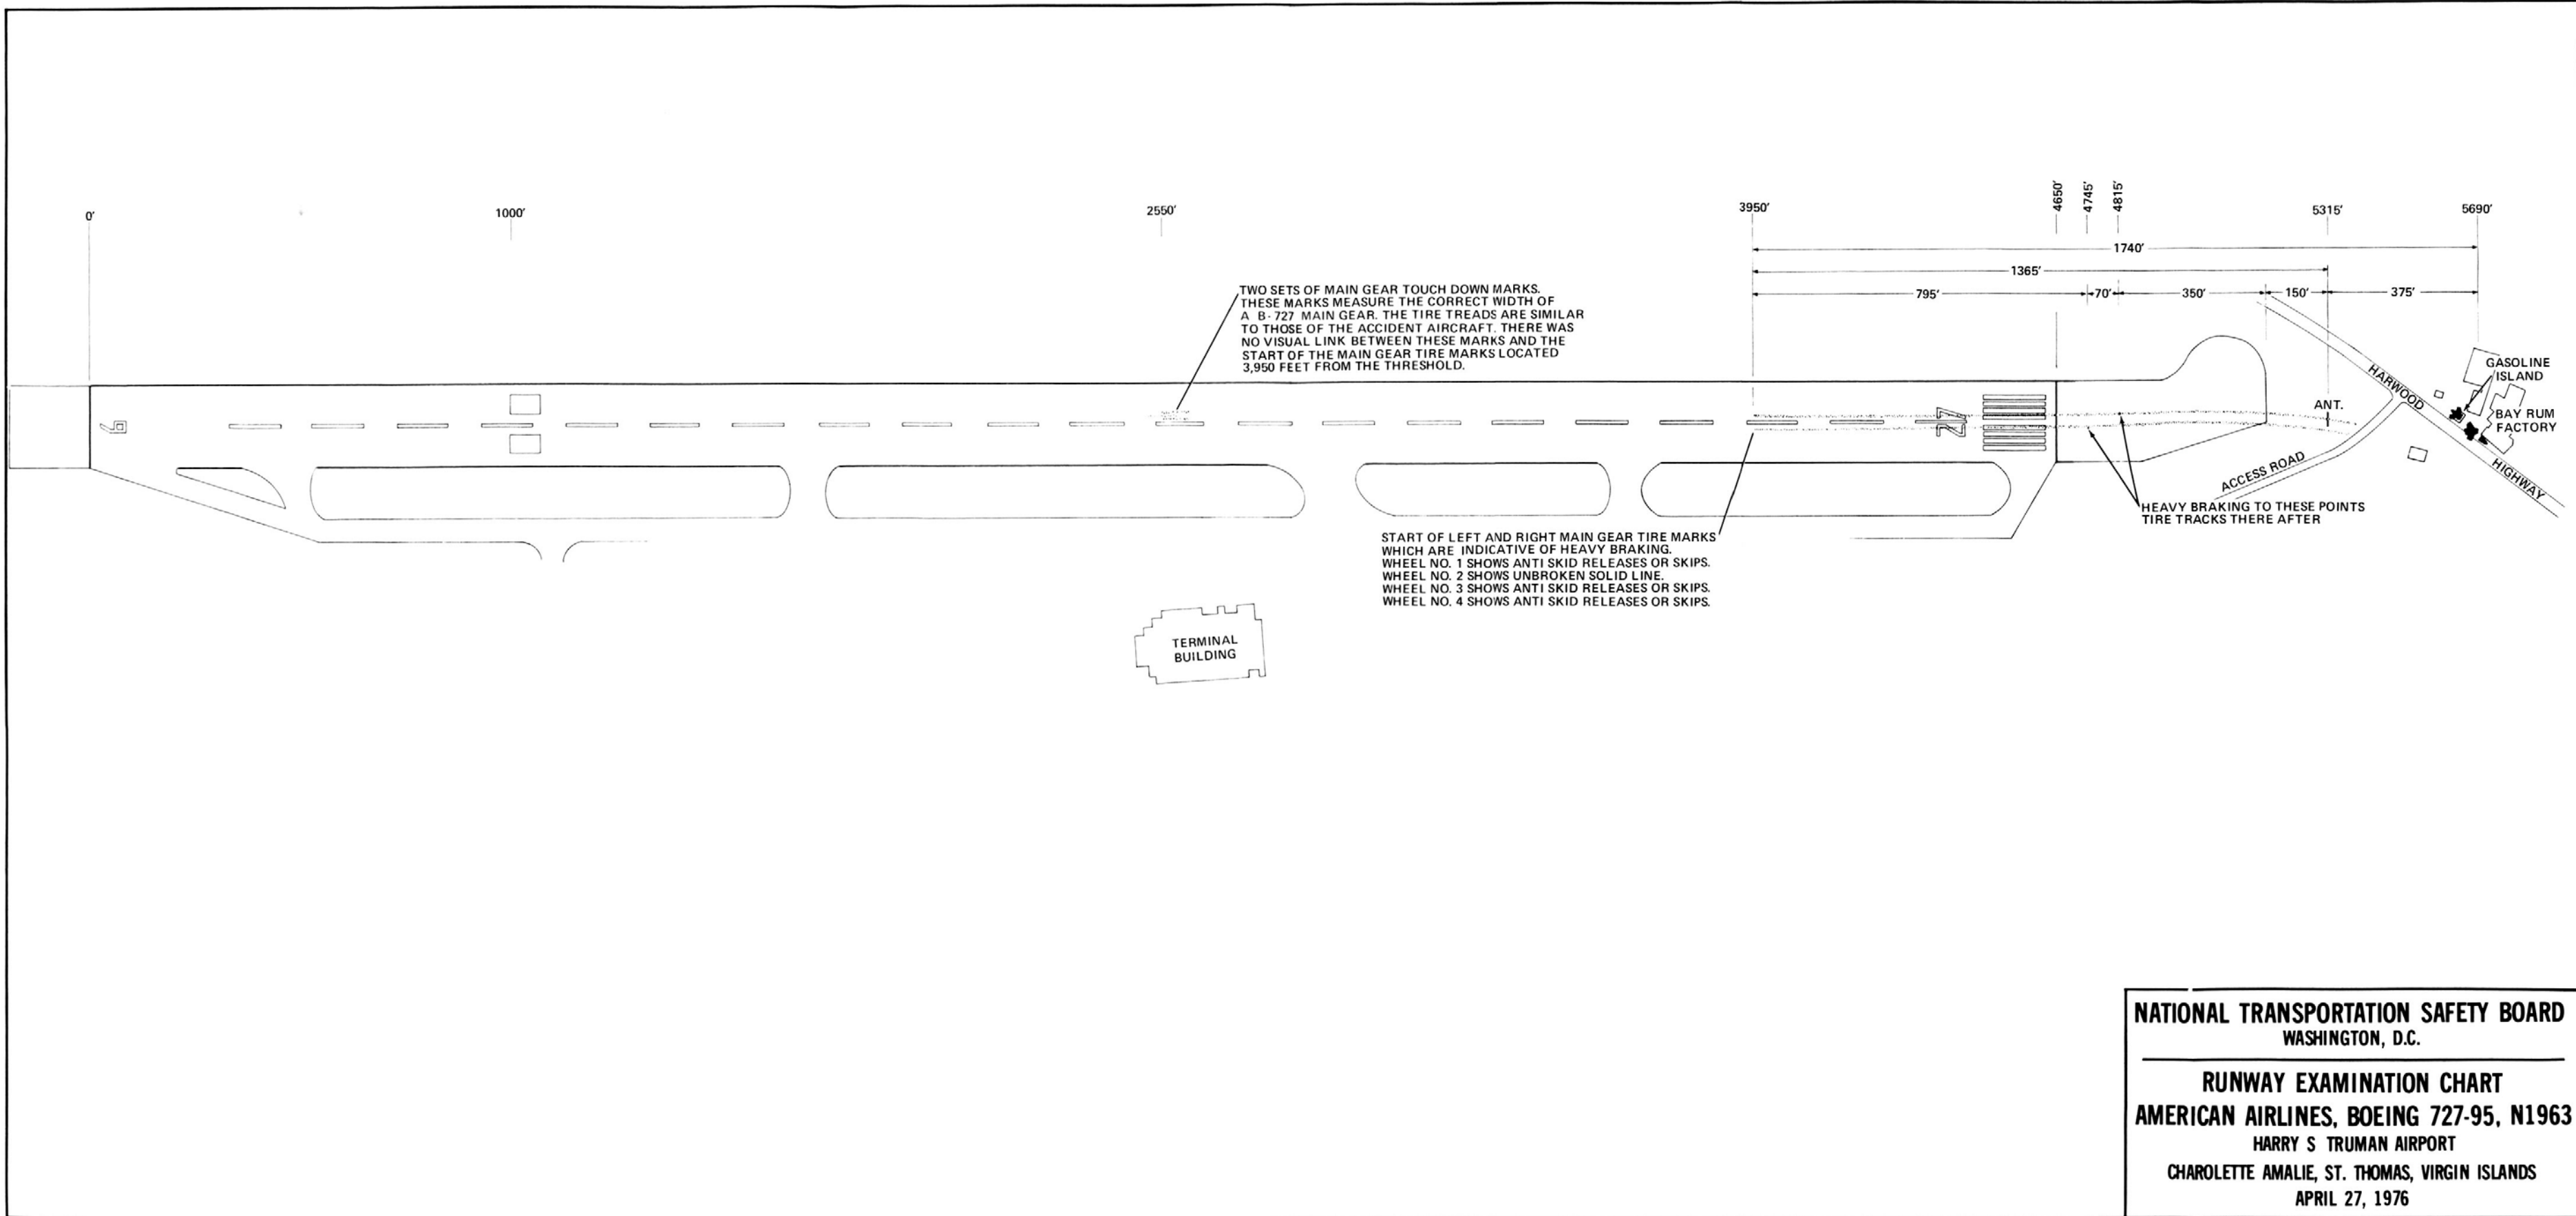 0'
1000'
2550'
3950'
4650'
4745'
4815'
5315'
5690'
1740'
1365'
795'
70'
350'
150'
375'
TWO SETS OF MAIN GEAR TOUCH DOWN MARKS.
THESE MARKS MEASURE THE CORRECT WIDTH OF
A B-727 MAIN GEAR. THE TIRE TREADS ARE SIMILAR
TO THOSE OF THE ACCIDENT AIRCRAFT. THERE WAS
NO VISUAL LINK BETWEEN THESE MARKS AND THE
START OF THE MAIN GEAR TIRE MARKS LOCATED
3,950 FEET FROM THE THRESHOLD.
GASOLINE
ISLAND
HARWOOD
HIGHWAY
ANT.
BAY RUM
FACTORY
9
27
ACCESS ROAD
HEAVY BRAKING TO THESE POINTS
TIRE TRACKS THERE AFTER
START OF LEFT AND RIGHT MAIN GEAR TIRE MARKS
WHICH ARE INDICATIVE OF HEAVY BRAKING.
WHEEL NO. 1 SHOWS ANTI SKID RELEASES OR SKIPS.
WHEEL NO. 2 SHOWS UNBROKEN SOLID LINE.
WHEEL NO. 3 SHOWS ANTI SKID RELEASES OR SKIPS.
WHEEL NO. 4 SHOWS ANTI SKID RELEASES OR SKIPS.
TERMINAL
BUILDING
NATIONAL TRANSPORTATION SAFETY BOARD
WASHINGTON, D.C.
RUNWAY EXAMINATION CHART
AMERICAN AIRLINES, BOEING 727-95, N1963
HARRY S TRUMAN AIRPORT
CHAROLETTE AMALIE, ST. THOMAS, VIRGIN ISLANDS
APRIL 27, 1976